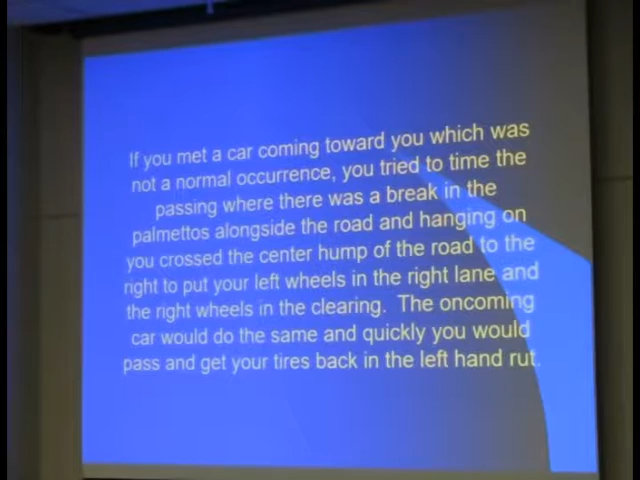 If you met a car coming toward you which was
not a normal occurrence, you tried to time the
passing where there was a break in the
palmettos alongside the road and hanging on
you crossed the center hump of the road to the
right to put your left wheels in the right lane and
the right wheels in the clearing. The oncoming
car would do the same and quickly you would
pass and get your tires back in the left hand rut.